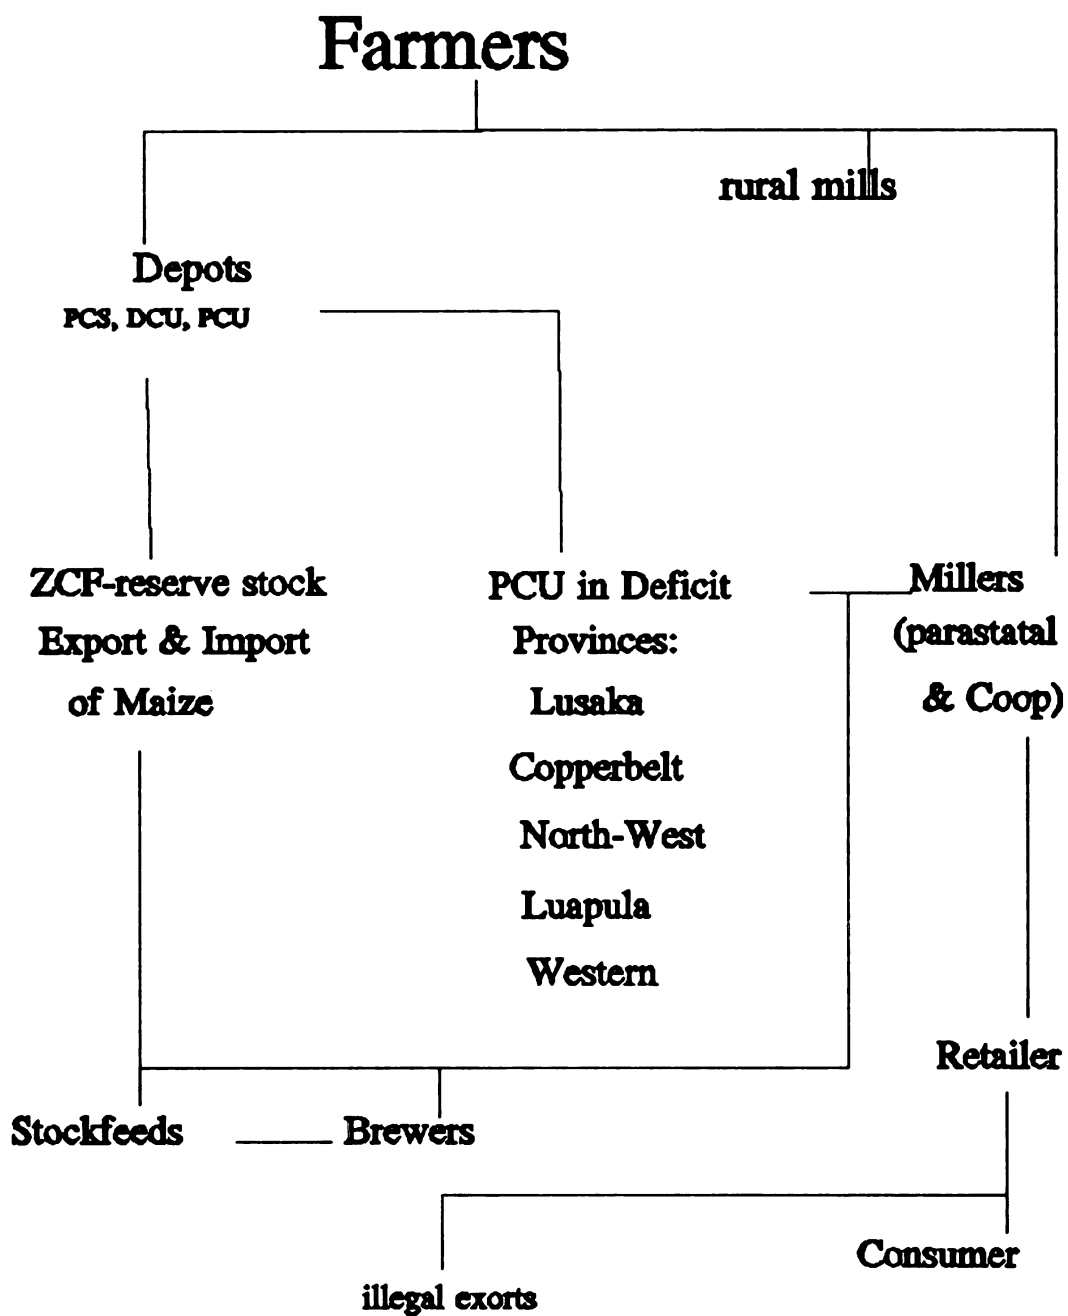 Farmers
rural mills
Depots
PCS, DCU, PCU
ZCF-reserve stock
Export & Import
of Maize
PCU in Deficit
Provinces:
Lusaka
Copperbelt
North-West
Luapula
Western
Millers
(parastatal
& Coop)
Retailer
Stockfeeds
Brewers
Consumer
illegal exorts